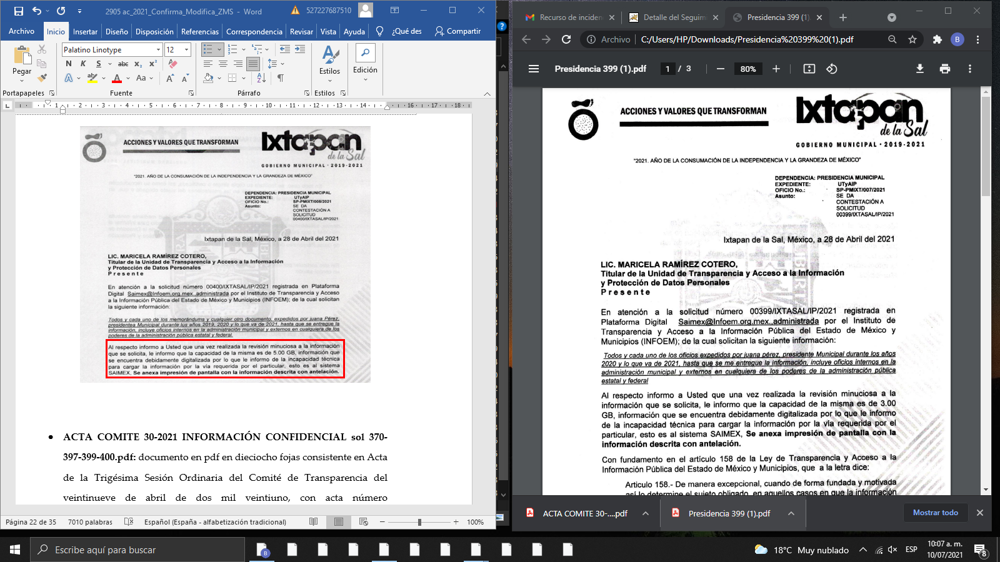 2905 ac_2021_Confirma_Modifica_ZMS - Word
527227687510
Archivo
Inicio
Insertar
Diseño
Disposición
Referencias
Correspondencia
Revisar
Vista
Ayuda
¿Qué des
Compartir
Pegar
Palatino Linotype
12
N K S abc x₂ x²
A ab A Aa A A
Estilos
Edición
Portapapeles
Fuente
Párrafo
Estilos
1 1 2 3 4 5 6 7 8 9 10 11 12 13 14 16 17 18
ACCIONES Y VALORES QUE TRANSFORMAN
Ixtapan
de la Sal
GOBIERNO MUNICIPAL · 2019-2021
"2021. AÑO DE LA CONSUMACIÓN DE LA INDEPENDENCIA Y LA GRANDEZA DE MÉXICO"
DEPENDENCIA: PRESIDENCIA MUNICIPAL
EXPEDIENTE: UTyAIP
OFICIO No.: SP-PMIXT/008/2021
Asunto: SE DA
CONTESTACIÓN A
SOLICITUD
00400/IXTASAL/IP/2021
Ixtapan de la Sal, México, a 28 de Abril del 2021
LIC. MARICELA RAMÍREZ COTERO,
Titular de la Unidad de Transparencia y Acceso a la Información
y Protección de Datos Personales
P r e s e n t e
En atención a la solicitud número 00400/IXTASAL/IP/2021 registrada en Plataforma
Digital Saimex@Infoem.org.mex.,administrada por el Instituto de Transparencia y Acceso
a la Información Pública del Estado de México y Municipios (INFOEM); de la cual solicitan
la siguiente información:
Todos y cada uno de los memorándums y cualquier otro documento, expedidos por juana Pérez,
presidentea Municipal durante los años 2019, 2020 y lo que va de 2021, hasta que se entregue la
información, incluye oficios internos en la administración municipal y externos en cualquiera de los
poderes de la administración pública estatal y federal.
Al respecto informo a Usted que una vez realizada la revisión minuciosa a la información
que se solicita, le informo que la capacidad de la misma es de 5.00 GB, información que
se encuentra debidamente digitalizada por lo que le informo de la incapacidad técnica
para cargar la información por la vía requerida por el particular, esto es al sistema
SAIMEX, Se anexa impresión de pantalla con la información descrita con antelación.
• ACTA COMITE 30-2021 INFORMACIÓN CONFIDENCIAL sol 370-
397-399-400.pdf: documento en pdf en dieciocho fojas consistente en Acta
de la Trigésima Sesión Ordinaria del Comité de Transparencia del
veintinueve de abril de dos mil veintiuno, con acta número
Página 22 de 35
7010 palabras
Español (España - alfabetización tradicional)
100%
Recurso de inciden
Detalle del Seguim
Presidencia 399 (1)
Archivo
C:/Users/HP/Downloads/Presidencia%20399%20(1).pdf
B
Presidencia 399 (1).pdf
1 / 3
80%
ACCIONES Y VALORES QUE TRANSFORMAN
Ixtapan
de la Sal
GOBIERNO MUNICIPAL · 2019-2021
"2021. AÑO DE LA CONSUMACIÓN DE LA INDEPENDENCIA Y LA GRANDEZA DE MÉXICO"
DEPENDENCIA: PRESIDENCIA MUNICIPAL
EXPEDIENTE: UTyAIP
OFICIO No.: SP-PMIXT/007/2021
Asunto: SE DA
CONTESTACIÓN A
SOLICITUD
00399/IXTASAL/IP/2021
Ixtapan de la Sal, México, a 28 de Abril del 2021
LIC. MARICELA RAMÍREZ COTERO,
Titular de la Unidad de Transparencia y Acceso a la Información
y Protección de Datos Personales
P r e s e n t e
En atención a la solicitud número 00399/IXTASAL/IP/2021 registrada en
Plataforma Digital Saimex@Infoem.org.mex.,administrada por el Instituto de
Transparencia y Acceso a la Información Pública del Estado de México y
Municipios (INFOEM); de la cual solicitan la siguiente información:
Todos y cada uno de los oficios expedidos por juana pérez, presidente Municipal durante los años
2020 y lo que va de 2021, hasta que se me entregue la información, incluye oficios internos en la
administración municipal y externos en cualquiera de los poderes de la administración pública
estatal y federal
Al respecto informo a Usted que una vez realizada la revisión minuciosa a la
información que se solicita, le informo que la capacidad de la misma es de 3.00
GB, información que se encuentra debidamente digitalizada por lo que le informo
de la incapacidad técnica para cargar la información por la vía requerida por el
particular, esto es al sistema SAIMEX, Se anexa impresión de pantalla con la
información descrita con antelación.
Con fundamento en el artículo 158 de la Ley de Transparencia y Acceso a la
Información Pública del Estado de México y Municipios, que a la letra dice:
Articulo 158.- De manera excepcional, cuando de forma fundada y motivada
así lo determine el sujeto obligado, en aquellos casos en que la información
ACTA COMITE 30-....pdf
Presidencia 399 (1).pdf
Mostrar todo
Escribe aquí para buscar
B
18°C Muy nublado
ESP
10:07 a. m.
10/07/2021
8